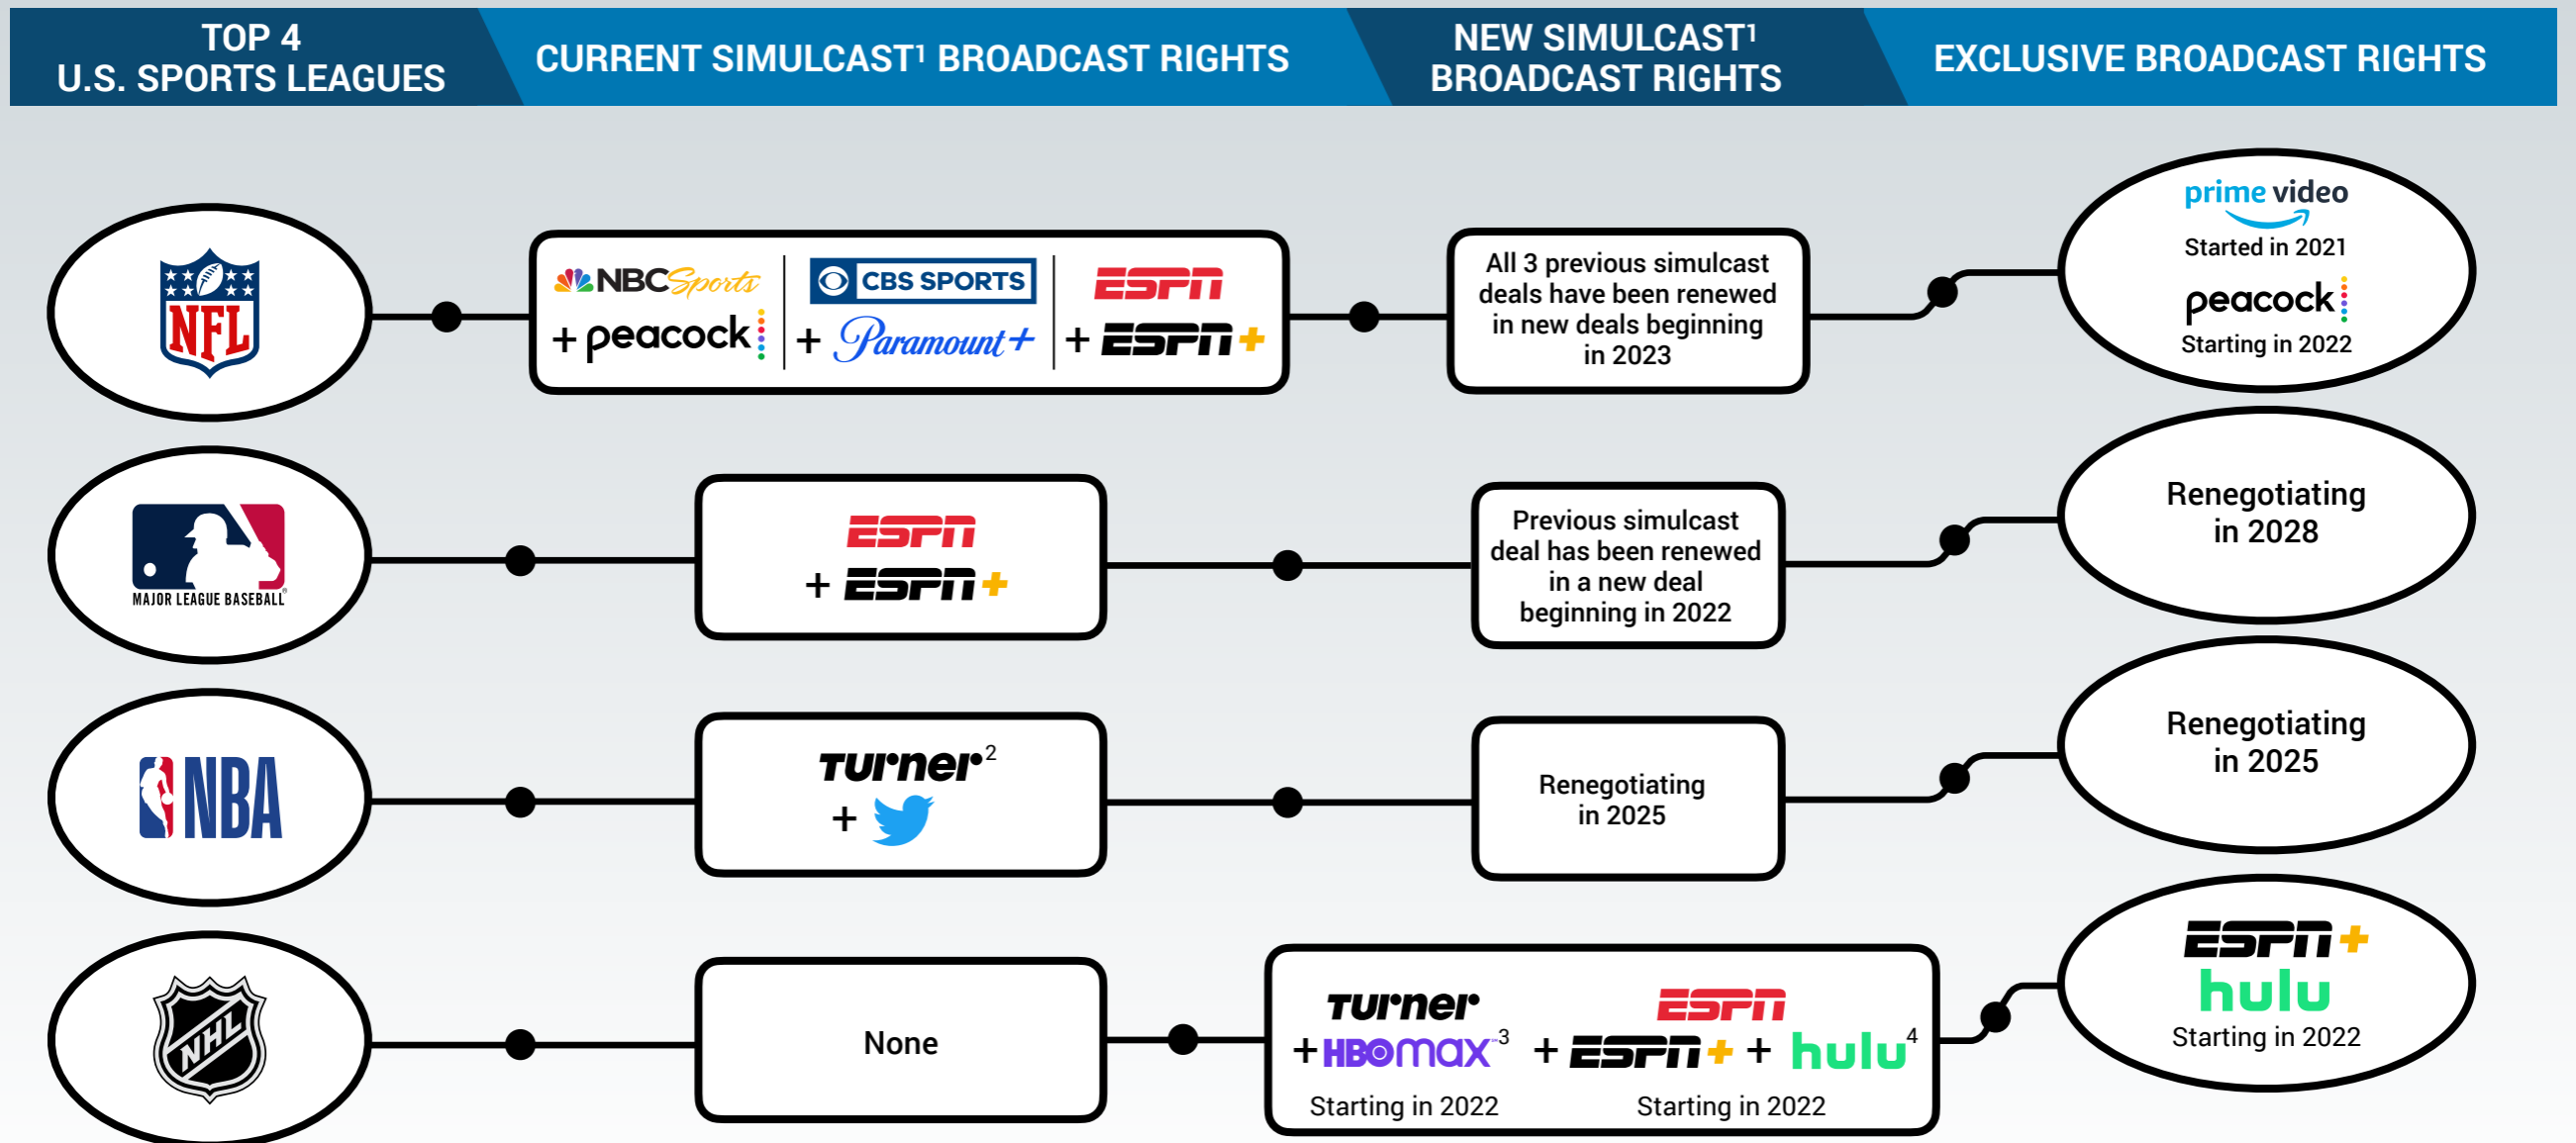 TOP 4
U.S. SPORTS LEAGUES
CURRENT SIMULCAST¹ BROADCAST RIGHTS
NEW SIMULCAST¹
BROADCAST RIGHTS
EXCLUSIVE BROADCAST RIGHTS
NFL
NBC Sports
+ peacock
CBS SPORTS
+ Paramount+
ESPN
+ ESPN+
All 3 previous simulcast
deals have been renewed
in new deals beginning
in 2023
prime video
Started in 2021
peacock
Starting in 2022
MAJOR LEAGUE BASEBALL®
ESPN
+ ESPN+
Previous simulcast
deal has been renewed
in a new deal
beginning in 2022
Renegotiating
in 2028
NBA
Turner²
+
Renegotiating
in 2025
Renegotiating
in 2025
NHL
None
Turner
+ HBOmax℠³
Starting in 2022
ESPN
+ ESPN+ + hulu⁴
Starting in 2022
ESPN+
hulu
Starting in 2022